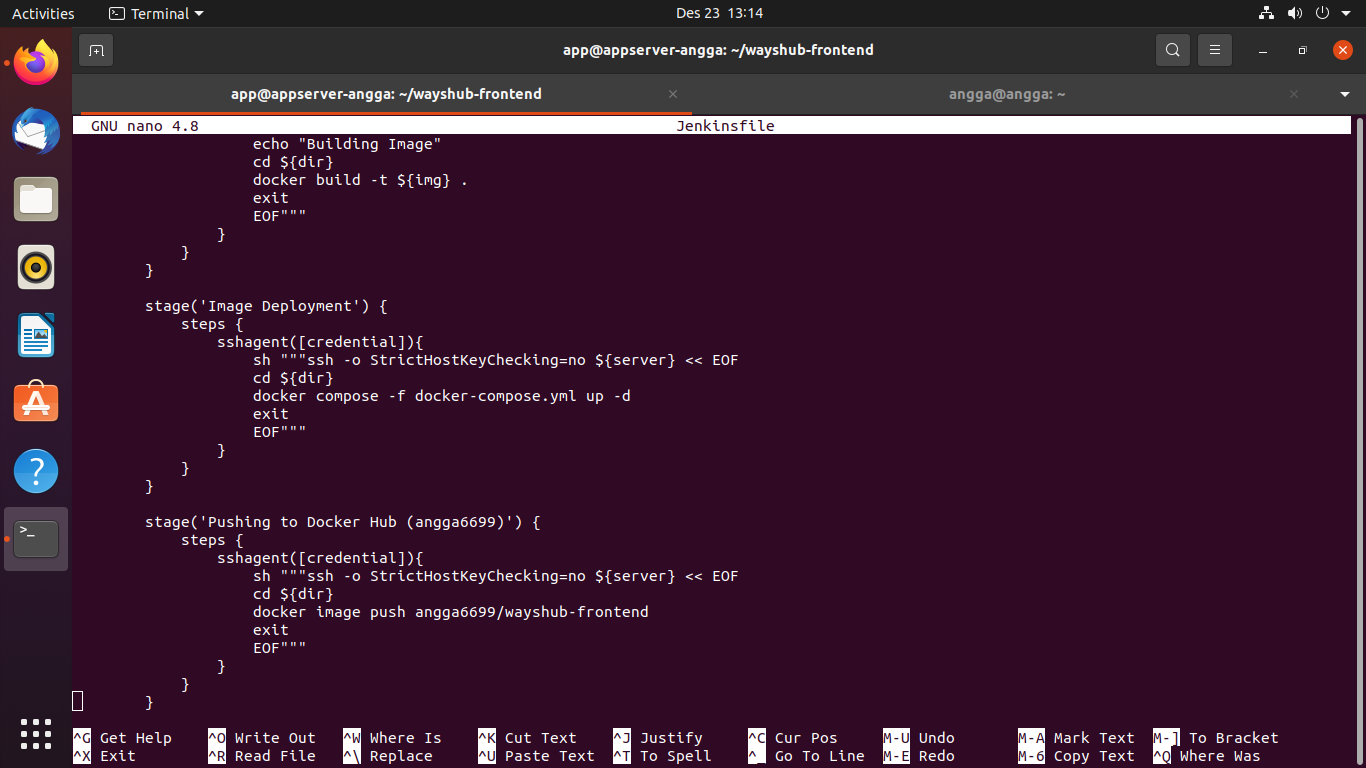 Activities Terminal Des 23 13:14
app@appserver-angga: ~/wayshub-frontend
app@appserver-angga: ~/wayshub-frontend angga@angga: ~
GNU nano 4.8 Jenkinsfile
echo "Building Image"
cd ${dir}
docker build -t ${img} .
exit
EOF"""
}
}
}
stage('Image Deployment') {
steps {
sshagent([credential]){
sh """ssh -o StrictHostKeyChecking=no ${server} << EOF
cd ${dir}
docker compose -f docker-compose.yml up -d
exit
EOF"""
}
}
}
stage('Pushing to Docker Hub (angga6699)') {
steps {
sshagent([credential]){
sh """ssh -o StrictHostKeyChecking=no ${server} << EOF
cd ${dir}
docker image push angga6699/wayshub-frontend
exit
EOF"""
}
}
}
^G Get Help ^O Write Out ^W Where Is ^K Cut Text ^J Justify ^C Cur Pos M-U Undo M-A Mark Text M-] To Bracket
^X Exit ^R Read File ^\ Replace ^U Paste Text ^T To Spell ^_ Go To Line M-E Redo M-6 Copy Text ^Q Where Was